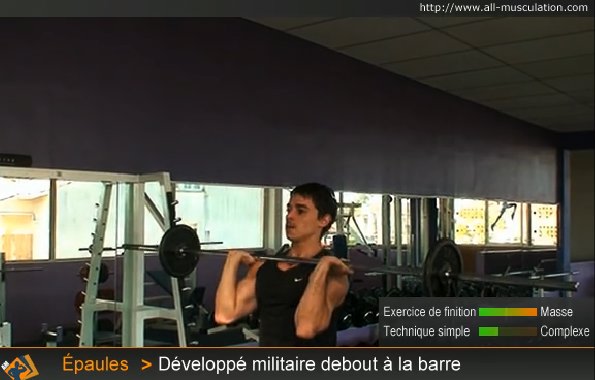 http://www.all-musculation.com
Exercice de finition Masse
Technique simple Complexe
Épaules > Développé militaire debout à la barre